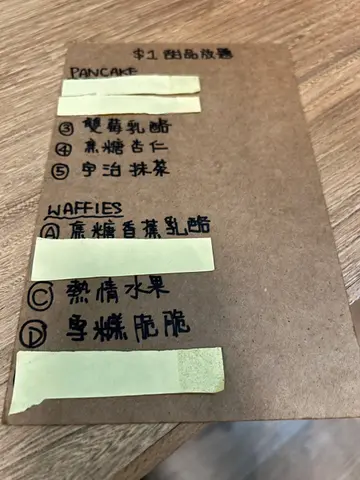 $1 甜品放題
PANCAKE
③ 雙莓乳酪
④ 焦糖杏仁
⑤ 宇治抹茶
WAFFlES
Ⓐ 焦糖香蕉乳酪
Ⓒ 熱情水果
Ⓓ 雪糕脆脆